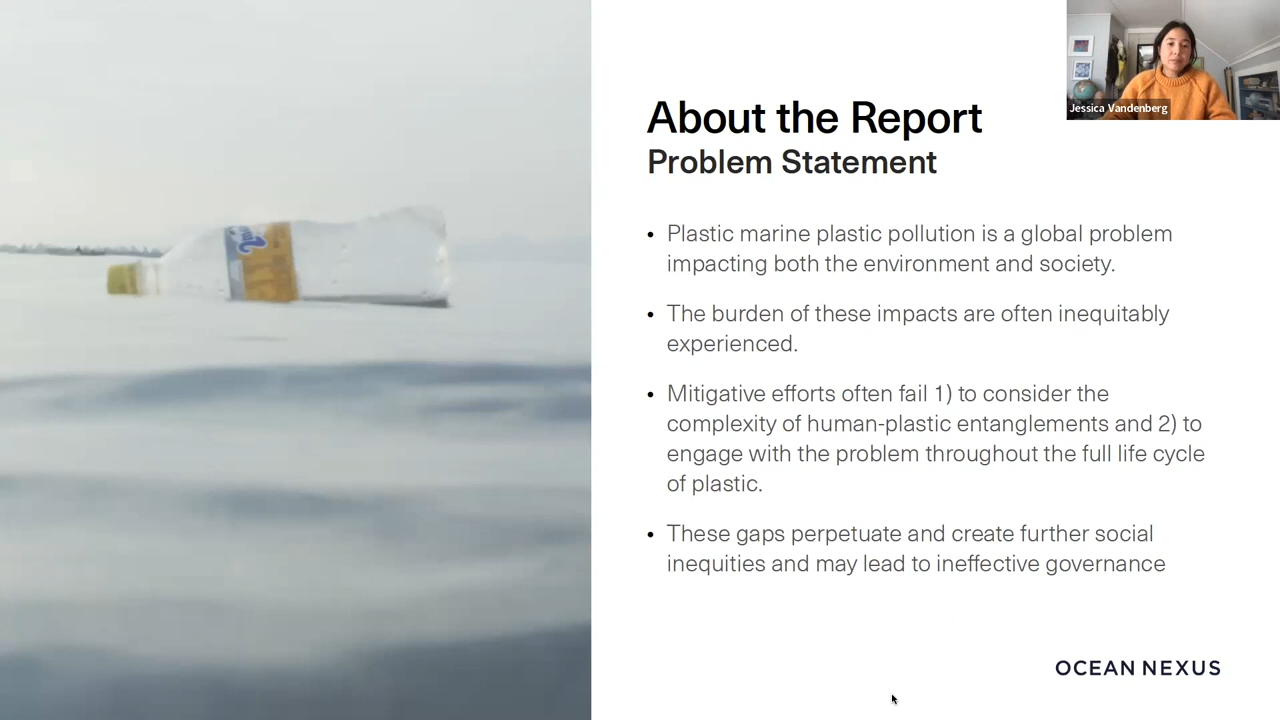 Jessica Vandenberg
About the Report
Problem Statement
• Plastic marine plastic pollution is a global problem
impacting both the environment and society.
• The burden of these impacts are often inequitably
experienced.
• Mitigative efforts often fail 1) to consider the
complexity of human-plastic entanglements and 2) to
engage with the problem throughout the full life cycle
of plastic.
• These gaps perpetuate and create further social
inequities and may lead to ineffective governance
OCEAN NEXUS